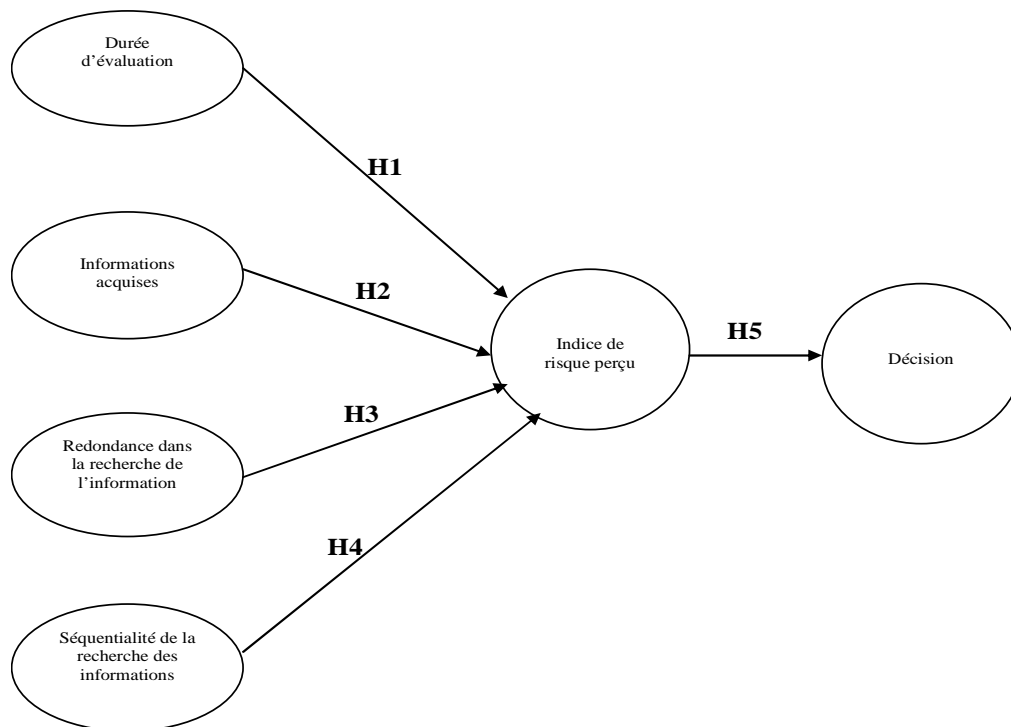 Durée
d’évaluation
H1
Informations
acquises
H2
Indice de
risque perçu
H5
Décision
Redondance dans
la recherche de
l’information
H3
H4
Séquentialité de la
recherche des
informations